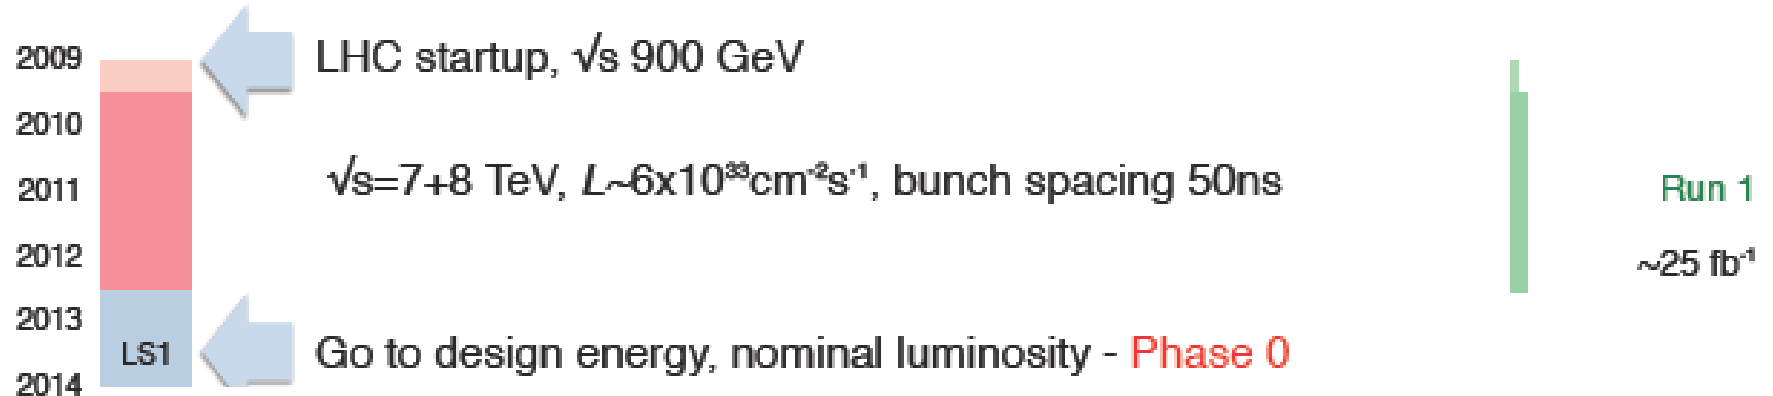 2009 LHC startup, √s 900 GeV
2010
√s=7+8 TeV, L~6x10³³cm⁻²s⁻¹, bunch spacing 50ns
2011 Run 1
2012 ~25 fb⁻¹
2013
LS1 Go to design energy, nominal luminosity - Phase 0
2014